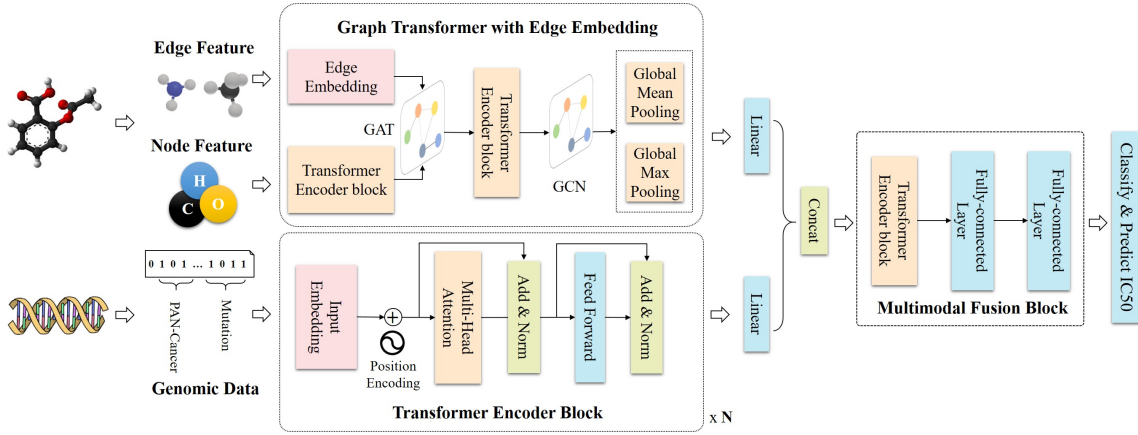 Graph Transformer with Edge Embedding
Edge Feature
Edge
Embedding
GAT
Node Feature
H
C
O
Transformer
Encoder block
Transformer
Encoder block
GCN
Global
Mean
Pooling
Global
Max
Pooling
Linear
0 1 0 1 ... 1 0 1 1
PAN-Cancer
Mutation
Genomic Data
Input
Embedding
Position
Encoding
Multi-Head
Attention
Add & Norm
Feed Forward
Add & Norm
Transformer Encoder Block
x N
Linear
Concat
Transformer
Encoder block
Fully-connected
Layer
Fully-connected
Layer
Multimodal Fusion Block
Classify & Predict IC50